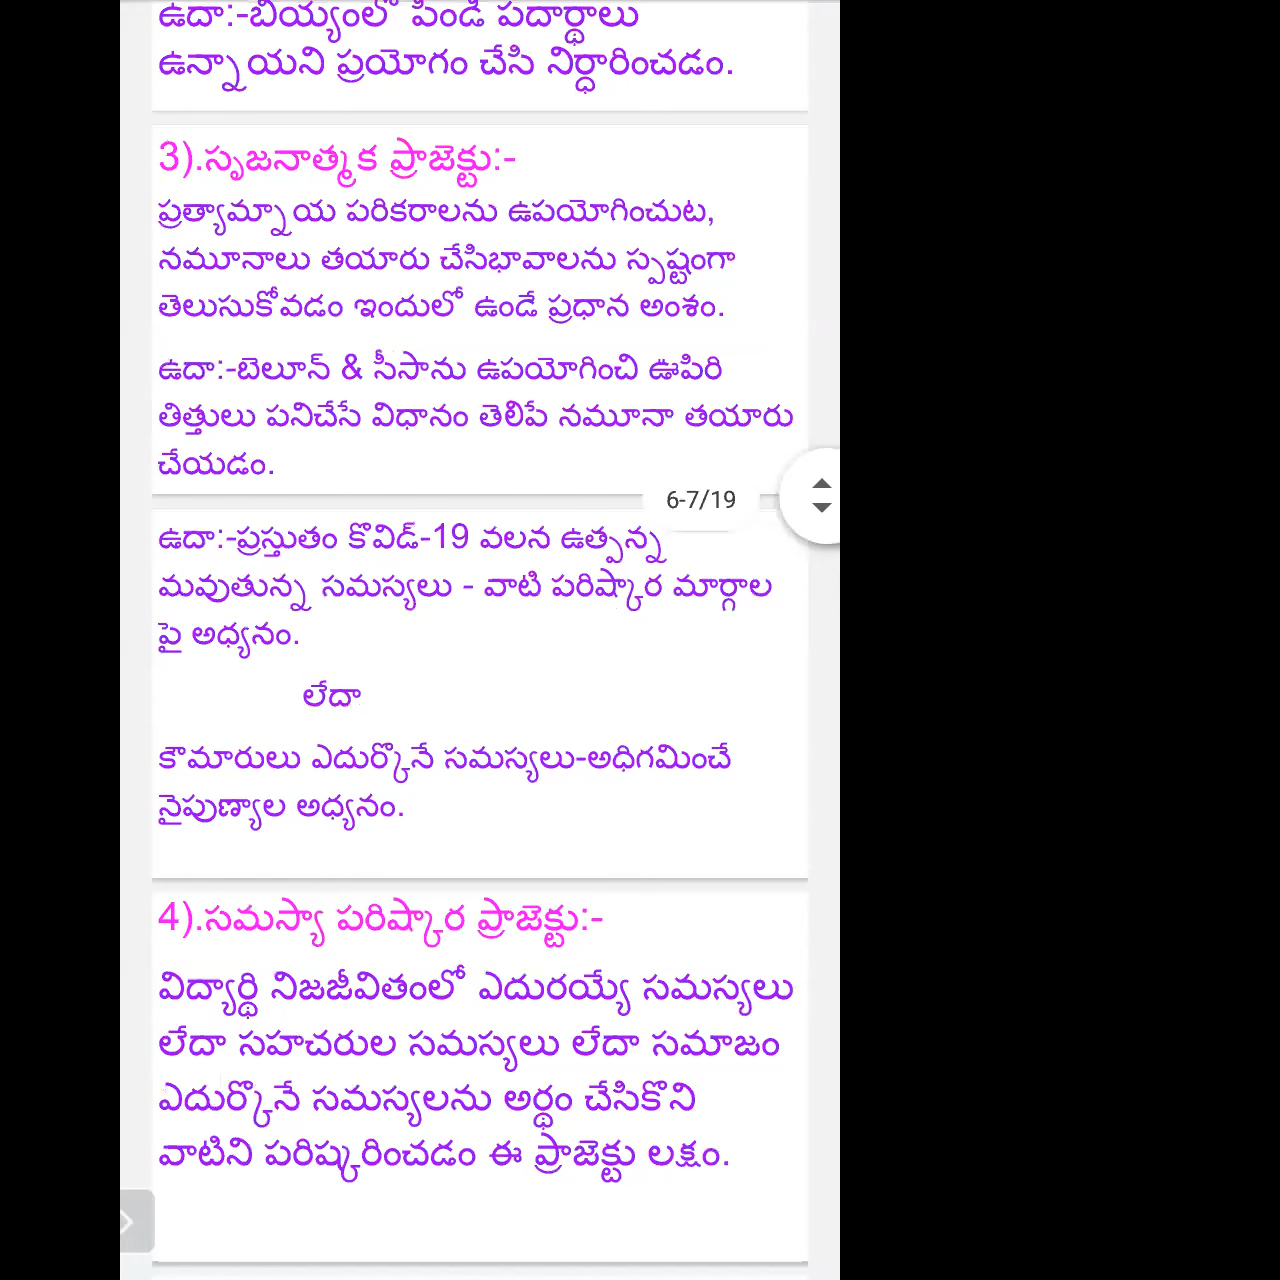 ఉదా:-బియ్యంలో పిండి పదార్థాలు
ఉన్నాయని ప్రయోగం చేసి నిర్ధారించడం.
3).సృజనాత్మక ప్రాజెక్టు:-
ప్రత్యామ్నాయ పరికరాలను ఉపయోగించుట,
నమూనాలు తయారు చేసిభావాలను స్పష్టంగా
తెలుసుకోవడం ఇందులో ఉండే ప్రధాన అంశం.
ఉదా:-బెలూన్ & సీసాను ఉపయోగించి ఊపిరి
తిత్తులు పనిచేసే విధానం తెలిపే నమూనా తయారు
చేయడం.
6-7/19
ఉదా:-ప్రస్తుతం కొవిడ్-19 వలన ఉత్పన్న
మవుతున్న సమస్యలు - వాటి పరిష్కార మార్గాల
పై అధ్యనం.
లేదా
కౌమారులు ఎదుర్కొనే సమస్యలు-అధిగమించే
నైపుణ్యాల అధ్యనం.
4).సమస్యా పరిష్కార ప్రాజెక్టు:-
విద్యార్థి నిజజీవితంలో ఎదురయ్యే సమస్యలు
లేదా సహచరుల సమస్యలు లేదా సమాజం
ఎదుర్కొనే సమస్యలను అర్థం చేసికొని
వాటిని పరిష్కరించడం ఈ ప్రాజెక్టు లక్షం.